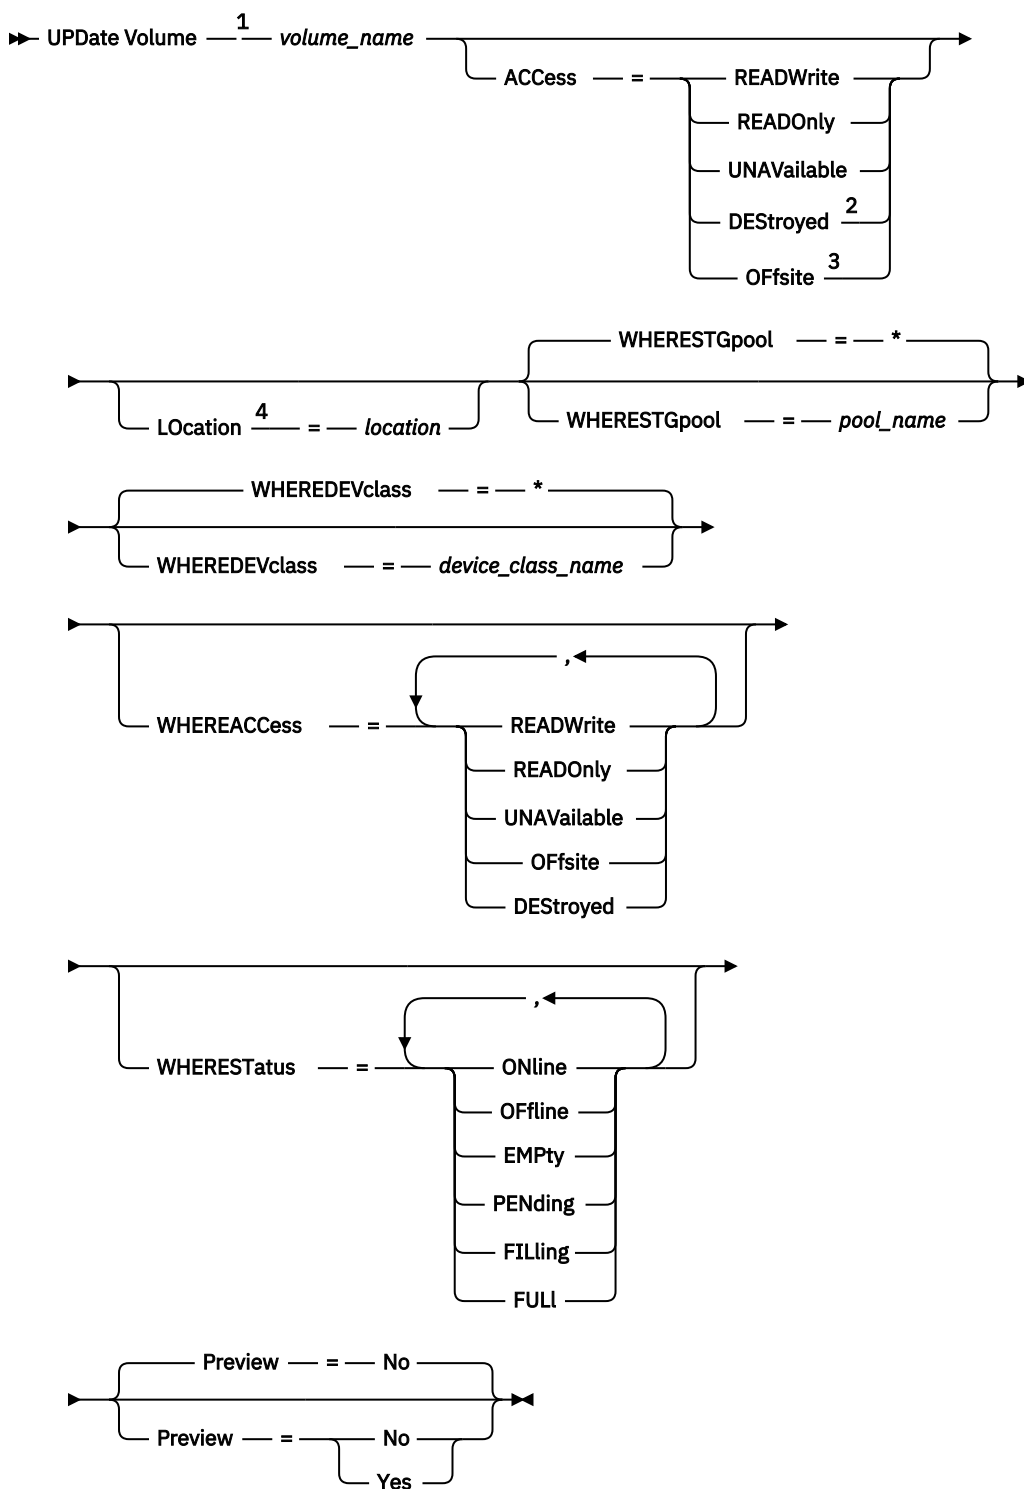 UPDate Volume 1 volume_name
ACCess = READWrite
READOnly
UNAVailable
DEStroyed 2
OFfsite 3
WHERESTGpool = *
LOcation 4 = location
WHERESTGpool = pool_name
WHEREDEVclass = *
WHEREDEVclass = device_class_name
,
WHEREACCess = READWrite
READOnly
UNAVailable
OFfsite
DEStroyed
,
WHERESTatus = ONline
OFfline
EMPty
PENding
FILling
FULl
Preview = No
Preview = No
Yes